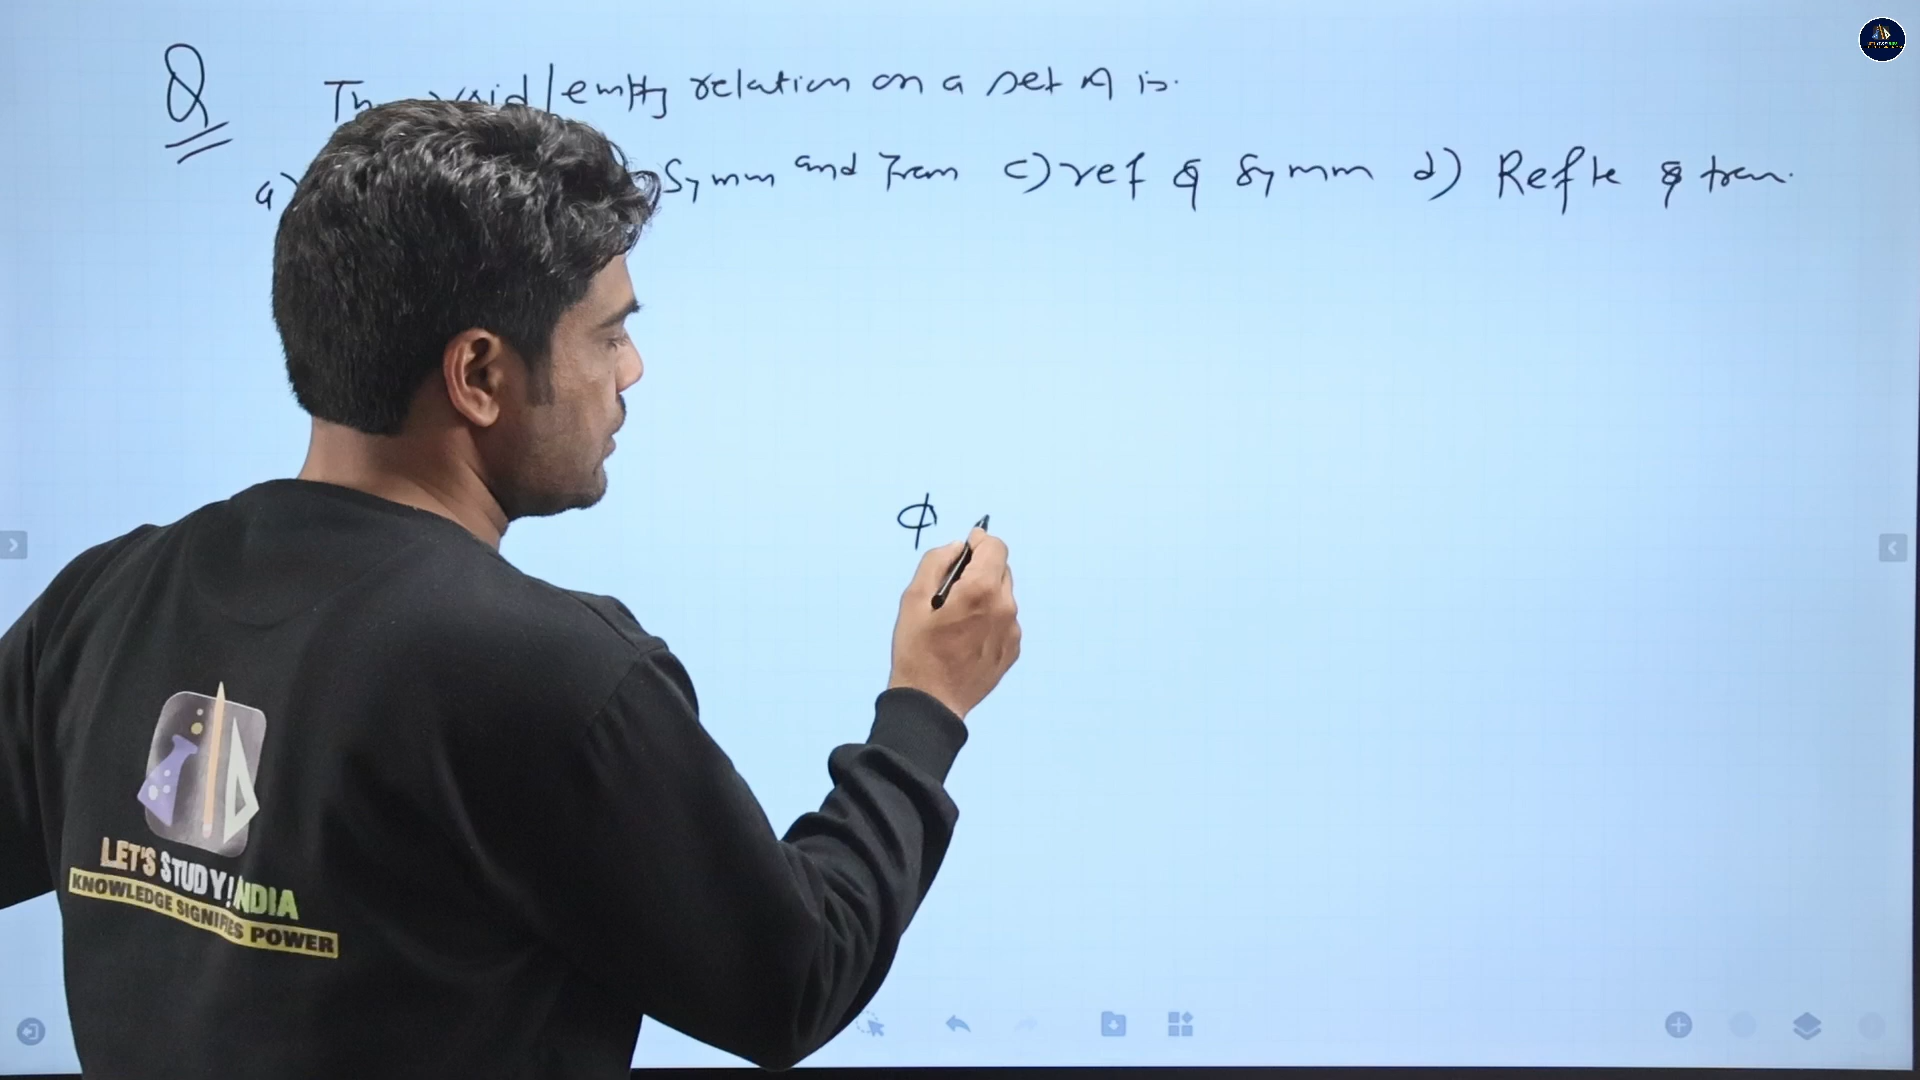 Q
void/empty relation on a set A is.
a) Symm and Tran c) ref & Symm d) Refle & tran.
ϕ
LET'S STUDY! INDIA
KNOWLEDGE SIGNIFIES POWER